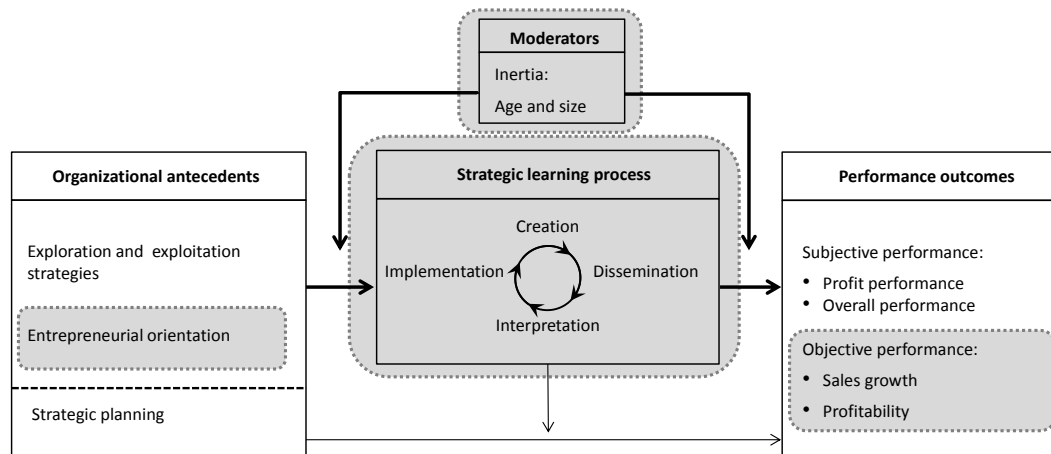 Moderators
Inertia:
Age and size
Organizational antecedents
Exploration and exploitation
strategies
Entrepreneurial orientation
Strategic planning
Strategic learning process
Creation
Implementation
Dissemination
Interpretation
Performance outcomes
Subjective performance:
• Profit performance
• Overall performance
Objective performance:
• Sales growth
• Profitability